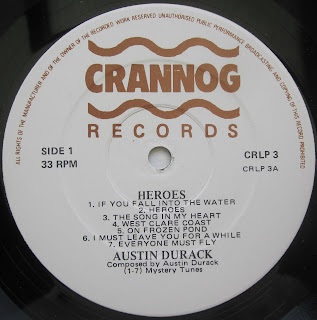 ALL RIGHTS OF THE MANUFACTURER AND OF THE OWNER OF THE RECORDED WORK RESERVED UNAUTHORISED PUBLIC PERFORMANCE BROADCASTING AND COPYING OF THIS RECORD PROHIBITED
CRANNOG
RECORDS
SIDE 1
33 RPM
CRLP 3
CRLP 3A
HEROES
1. IF YOU FALL INTO THE WATER
2. HEROES
3. THE SONG IN MY HEART
4. WEST CLARE COAST
5. ON FROZEN POND
6. I MUST LEAVE YOU FOR A WHILE
7. EVERYONE MUST FLY
AUSTIN DURACK
Composed by Austin Durack
(1-7) Mystery Tunes